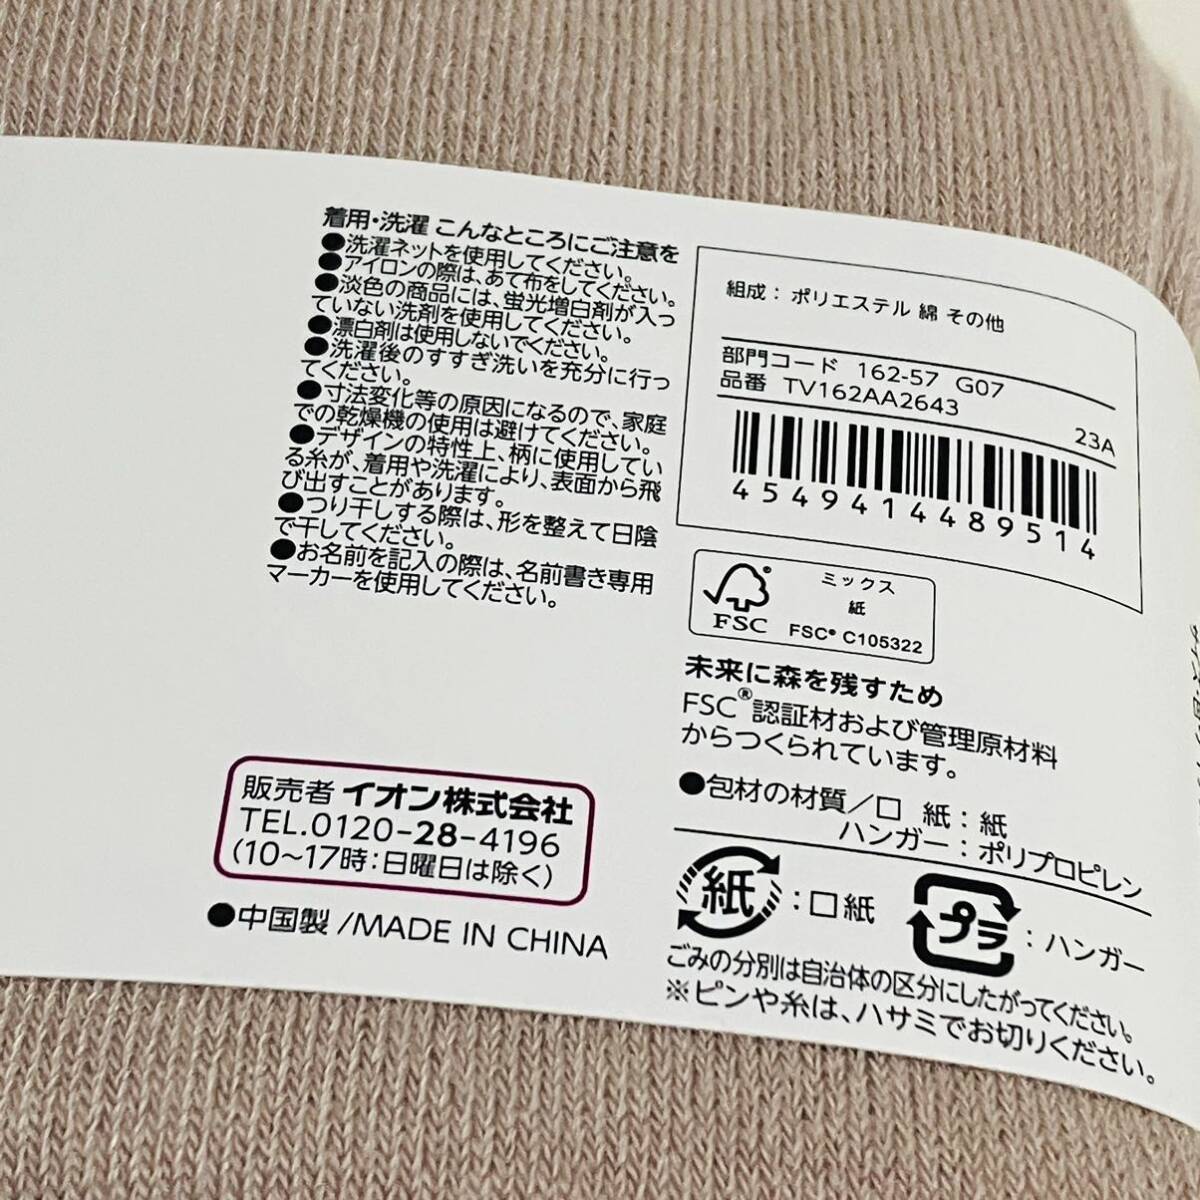 着用・洗濯 こんなところにご注意を
●洗濯ネットを使用してください。
●アイロンの際は、あて布をしてください。
●淡色の商品には、蛍光増白剤が入っ
ていない洗剤を使用してください。
●漂白剤は使用しないでください。
●洗濯後のすすぎ洗いを充分に行っ
てください。
●寸法変化等の原因になるので、家庭
での乾燥機の使用は避けてください。
●デザインの特性上、柄に使用してい
る糸が、着用や洗濯により、表面から飛
び出すことがあります。
●つり干しする際は、形を整えて日陰
で干してください。
●お名前を記入の際は、名前書き専用
マーカーを使用してください。
販売者 イオン株式会社
TEL.0120-28-4196
(10〜17時：日曜日は除く)
●中国製/MADE IN CHINA
組成： ポリエステル 綿 その他
部門コード 162-57 G07
品番 TV162AA2643
23A
4549414489514
FSC
ミックス
紙
FSC® C105322
未来に森を残すため
FSC®認証材および管理原材料
からつくられています。
●包材の材質／口 紙：紙
ハンガー：ポリプロピレン
紙：口紙
プラ：ハンガー
ごみの分別は自治体の区分にしたがってください。
※ピンや糸は、ハサミでお切りください。